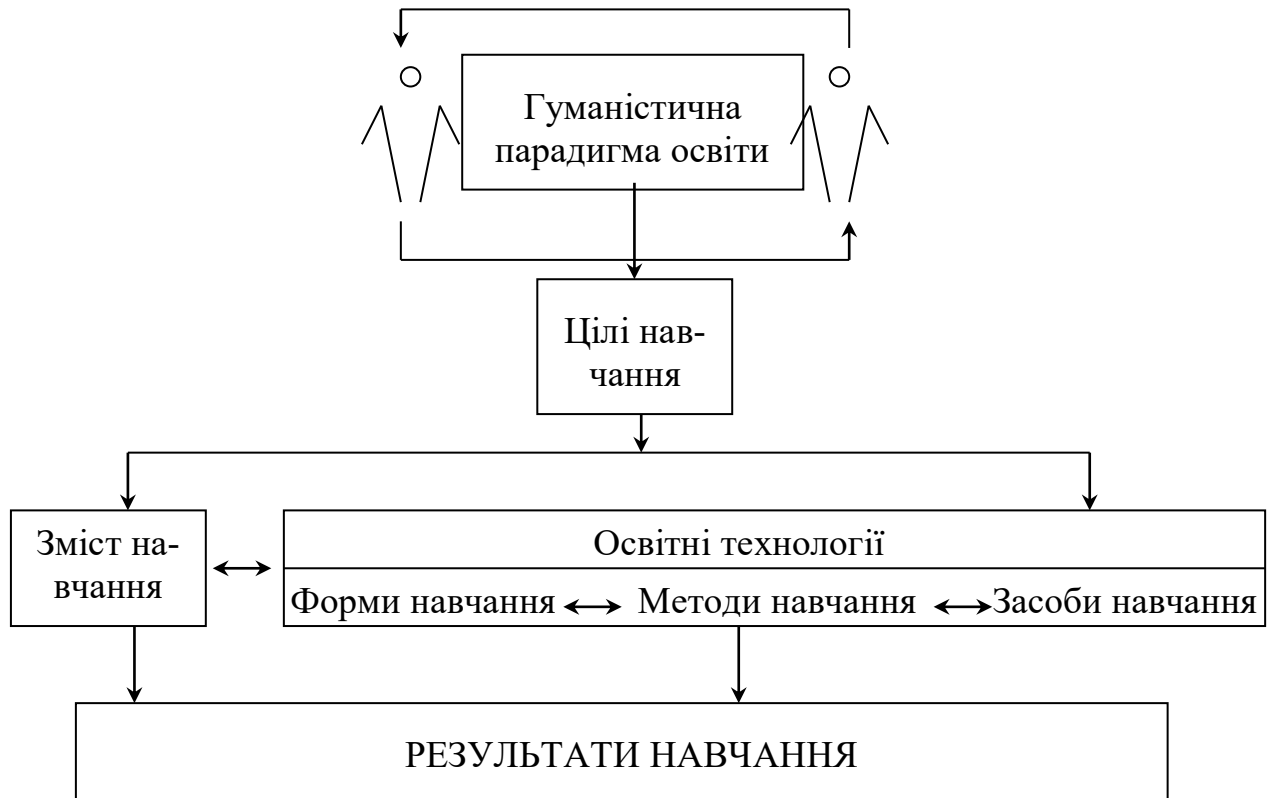 Гуманістична
парадигма освіти
Цілі нав-
чання
Зміст на-
вчання
Освітні технології
Форми навчання Методи навчання Засоби навчання
РЕЗУЛЬТАТИ НАВЧАННЯ